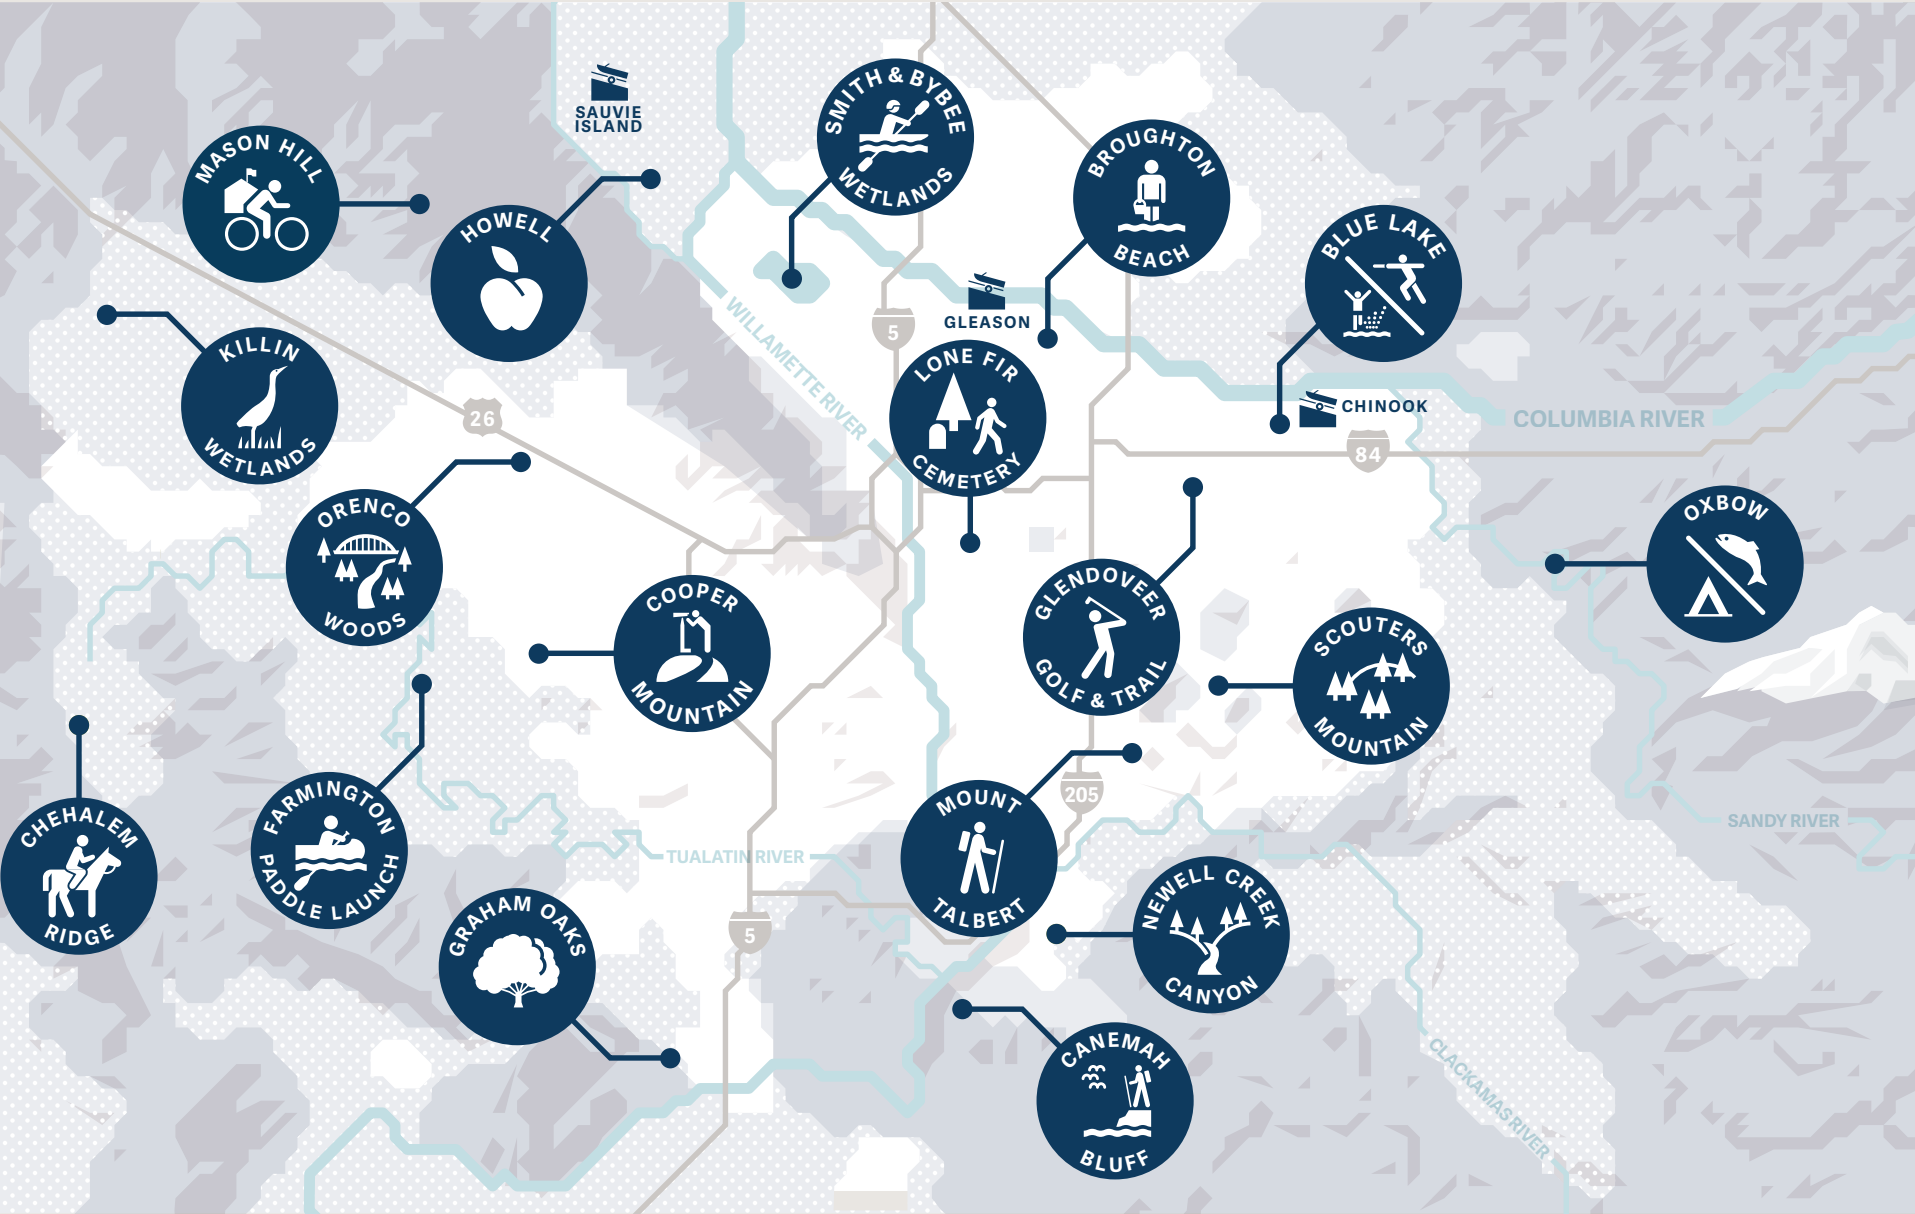 SAUVIE
ISLAND
SMITH & BYBEE
WETLANDS
MASON HILL
BROUGHTON
BEACH
HOWELL
BLUE LAKE
GLEASON
WILLAMETTE RIVER
5
KILLIN
WETLANDS
LONE FIR
CEMETERY
26
CHINOOK
COLUMBIA RIVER
84
ORENCO
WOODS
OXBOW
COOPER
MOUNTAIN
GLENDOVEER
GOLF & TRAIL
SCOUTERS
MOUNTAIN
CHEHALEM
RIDGE
FARMINGTON
PADDLE LAUNCH
MOUNT
TALBERT
205
SANDY RIVER
TUALATIN RIVER
GRAHAM OAKS
5
NEWELL CREEK
CANYON
CANEMAH
BLUFF
CLACKAMAS RIVER